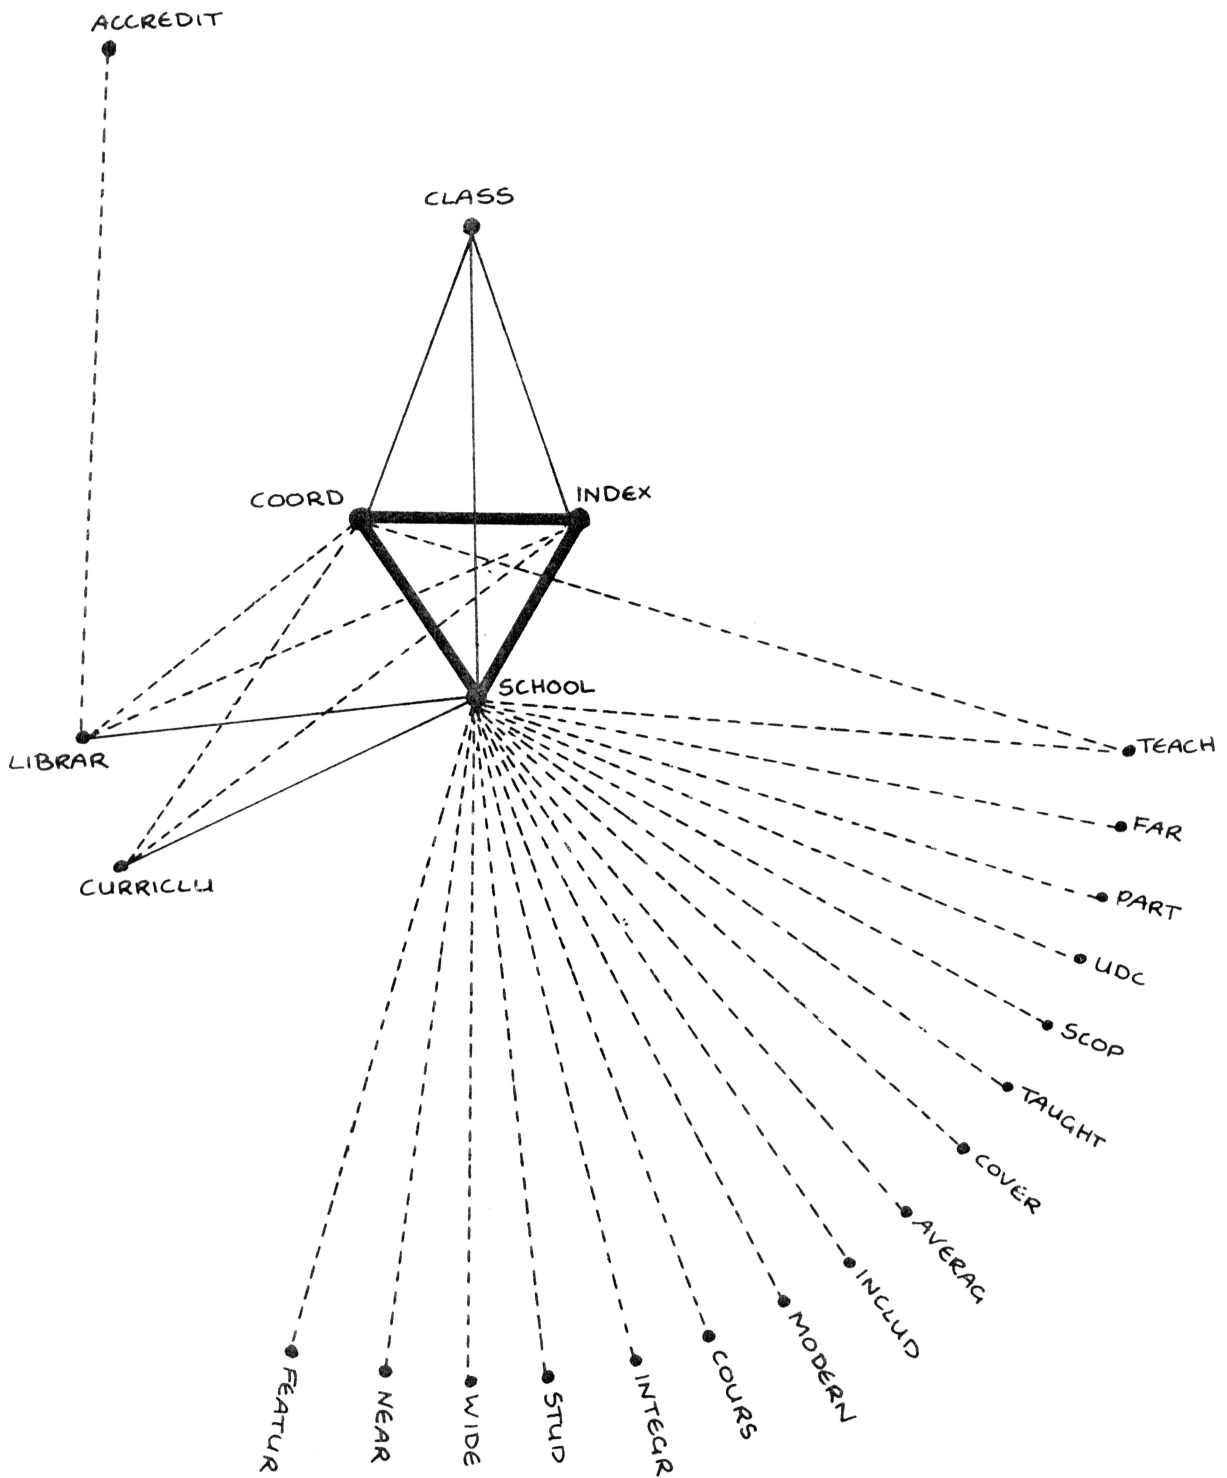 ACCREDIT
CLASS
COORD
INDEX
SCHOOL
LIBRAR
CURRICLU
TEACH
FAR
PART
UDC
SCOP
TAUGHT
COVER
AVERAG
INCLUD
MODERN
COURS
INTEGR
STUD
WIDE
NEAR
FEATUR